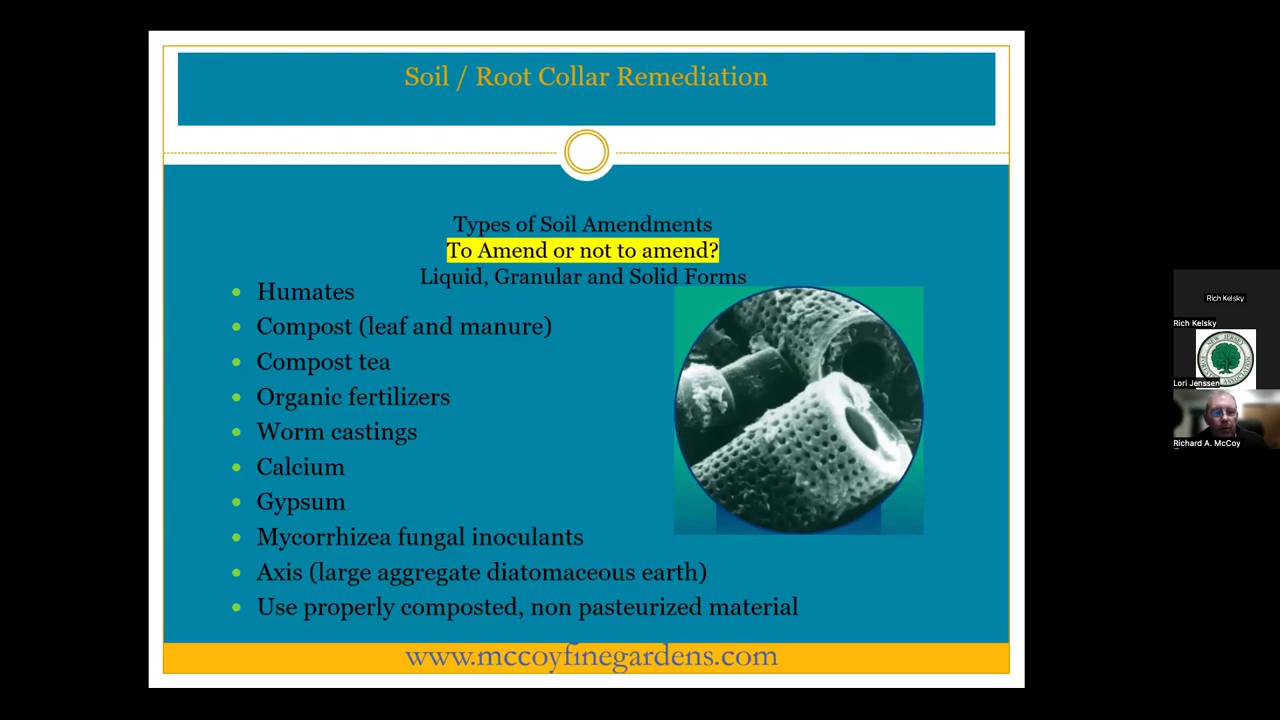 Soil / Root Collar Remediation
Types of Soil Amendments
To Amend or not to amend?
Liquid, Granular and Solid Forms
Humates
Compost (leaf and manure)
Compost tea
Organic fertilizers
Worm castings
Calcium
Gypsum
Mycorrhizea fungal inoculants
Axis (large aggregate diatomaceous earth)
Use properly composted, non pasteurized material
www.mccoyfinegardens.com
Rich Kelsky
Rich Kelsky
NEW JERSEY
Lori Jenssen
Richard A. McCoy